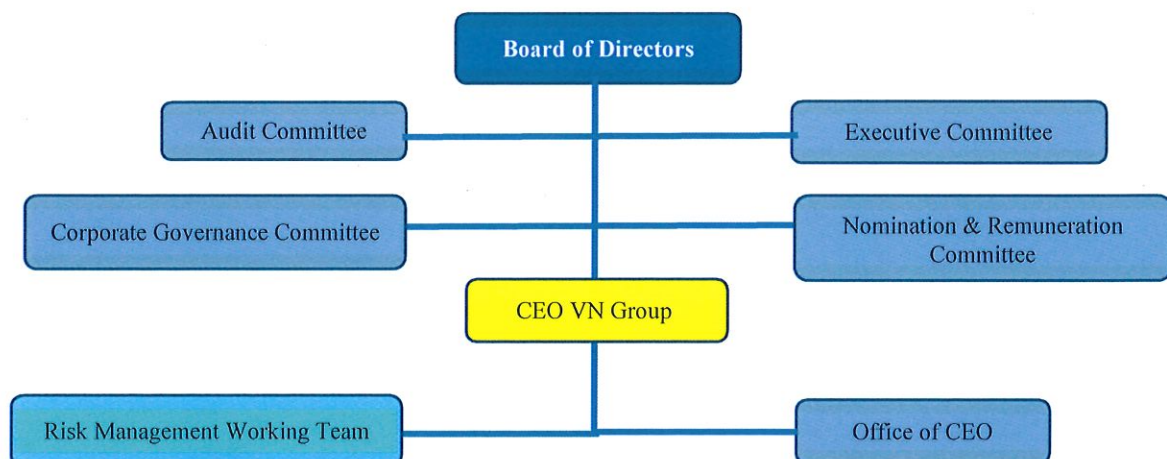 Board of Directors
Audit Committee
Executive Committee
Corporate Governance Committee
Nomination & Remuneration
Committee
CEO VN Group
Risk Management Working Team
Office of CEO